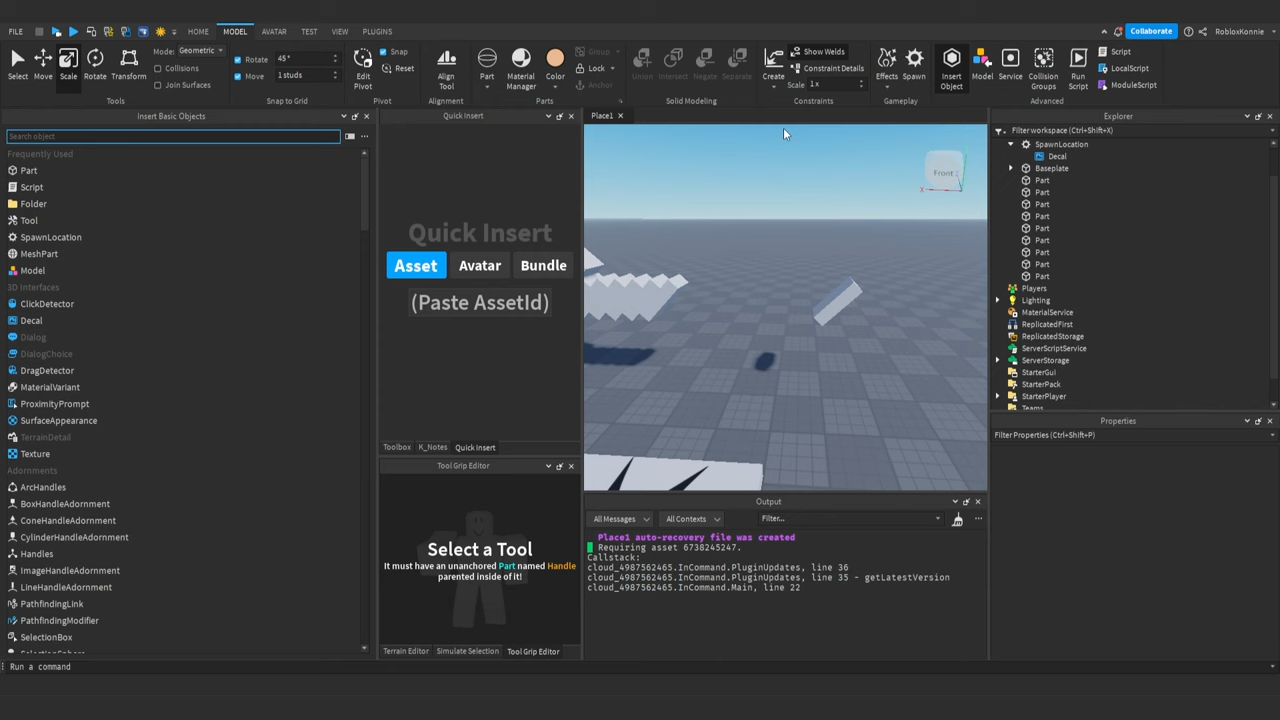 FILE
HOME
MODEL
AVATAR
TEST
VIEW
PLUGINS
Collaborate
RobloxKonnie
Select
Move
Scale
Rotate
Transform
Mode: Geometric
Collisions
Join Surfaces
Tools
Rotate 45°
Move 1 studs
Snap to Grid
Edit Pivot
Snap
Reset
Pivot
Align Tool
Alignment
Part
Material Manager
Color
Group
Lock
Anchor
Parts
Union
Intersect
Negate
Separate
Solid Modeling
Create
Show Welds
Constraint Details
Scale 1x
Constraints
Effects
Spawn
Gameplay
Insert Object
Model
Service
Collision Groups
Run Script
Script
LocalScript
ModuleScript
Advanced
Insert Basic Objects
Search object
Frequently Used
Part
Script
Folder
Tool
SpawnLocation
MeshPart
Model
3D Interfaces
ClickDetector
Decal
Dialog
DialogChoice
DragDetector
MaterialVariant
ProximityPrompt
SurfaceAppearance
TerrainDetail
Texture
Adornments
ArcHandles
BoxHandleAdornment
ConeHandleAdornment
CylinderHandleAdornment
Handles
ImageHandleAdornment
LineHandleAdornment
PathfindingLink
PathfindingModifier
SelectionBox
Run a command
Quick Insert
Quick Insert
Asset
Avatar
Bundle
(Paste AssetId)
Toolbox
K_Notes
Quick Insert
Tool Grip Editor
Select a Tool
It must have an unanchored Part named Handle
parented inside of it!
Terrain Editor
Simulate Selection
Tool Grip Editor
Place1
Front
X
Output
All Messages
All Contexts
Filter...
Place1 auto-recovery file was created
Requiring asset 6738245247.
Callstack:
cloud_4987562465.InCommand.PluginUpdates, line 36
cloud_4987562465.InCommand.PluginUpdates, line 35 - getLatestVersion
cloud_4987562465.InCommand.Main, line 22
Explorer
Filter workspace (Ctrl+Shift+X)
SpawnLocation
Decal
Baseplate
Part
Part
Part
Part
Part
Part
Part
Part
Part
Players
Lighting
MaterialService
ReplicatedFirst
ReplicatedStorage
ServerScriptService
ServerStorage
StarterGui
StarterPack
StarterPlayer
Teams
Properties
Filter Properties (Ctrl+Shift+P)